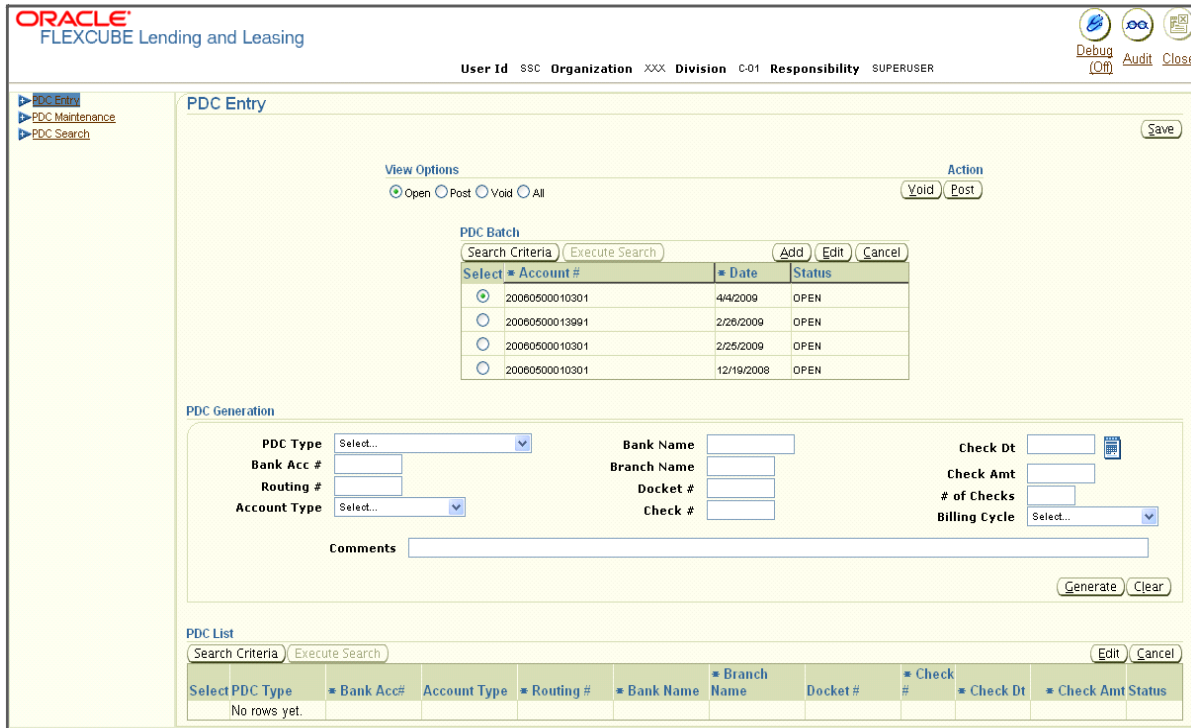 ORACLE'
FLEXCUBE Lending and Leasing
Debug (Off) Audit Close
User Id SSC Organization XXX Division C-01 Responsibility SUPERUSER
PDC Entry
PDC Maintenance
PDC Search
PDC Entry
Save
View Options Action
Open Post Void All Void Post
PDC Batch
Search Criteria Execute Search Add Edit Cancel
Select * Account # * Date Status
20060500010301 4/4/2009 OPEN
20060500013991 2/26/2009 OPEN
20060500010301 2/25/2009 OPEN
20060500010301 12/19/2008 OPEN
PDC Generation
PDC Type Select... Bank Name Check Dt
Bank Acc # Branch Name Check Amt
Routing # Docket # # of Checks
Account Type Select... Check # Billing Cycle Select...
Comments
Generate Clear
PDC List
Search Criteria Execute Search Edit Cancel
Select PDC Type * Bank Acc# Account Type * Routing # * Bank Name * Branch Name Docket # * Check # * Check Dt * Check Amt Status
No rows yet.